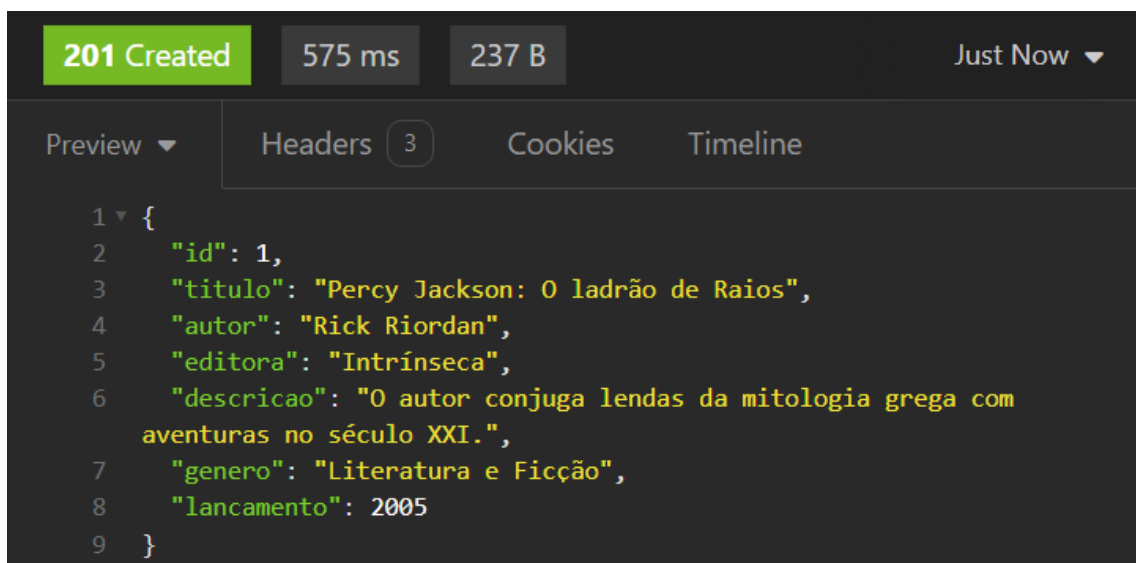 201 Created 575 ms 237 B Just Now
Preview Headers 3 Cookies Timeline
1 {
2 "id": 1,
3 "titulo": "Percy Jackson: O ladrão de Raios",
4 "autor": "Rick Riordan",
5 "editora": "Intrínseca",
6 "descricao": "O autor conjuga lendas da mitologia grega com
aventuras no século XXI.",
7 "genero": "Literatura e Ficção",
8 "lancamento": 2005
9 }